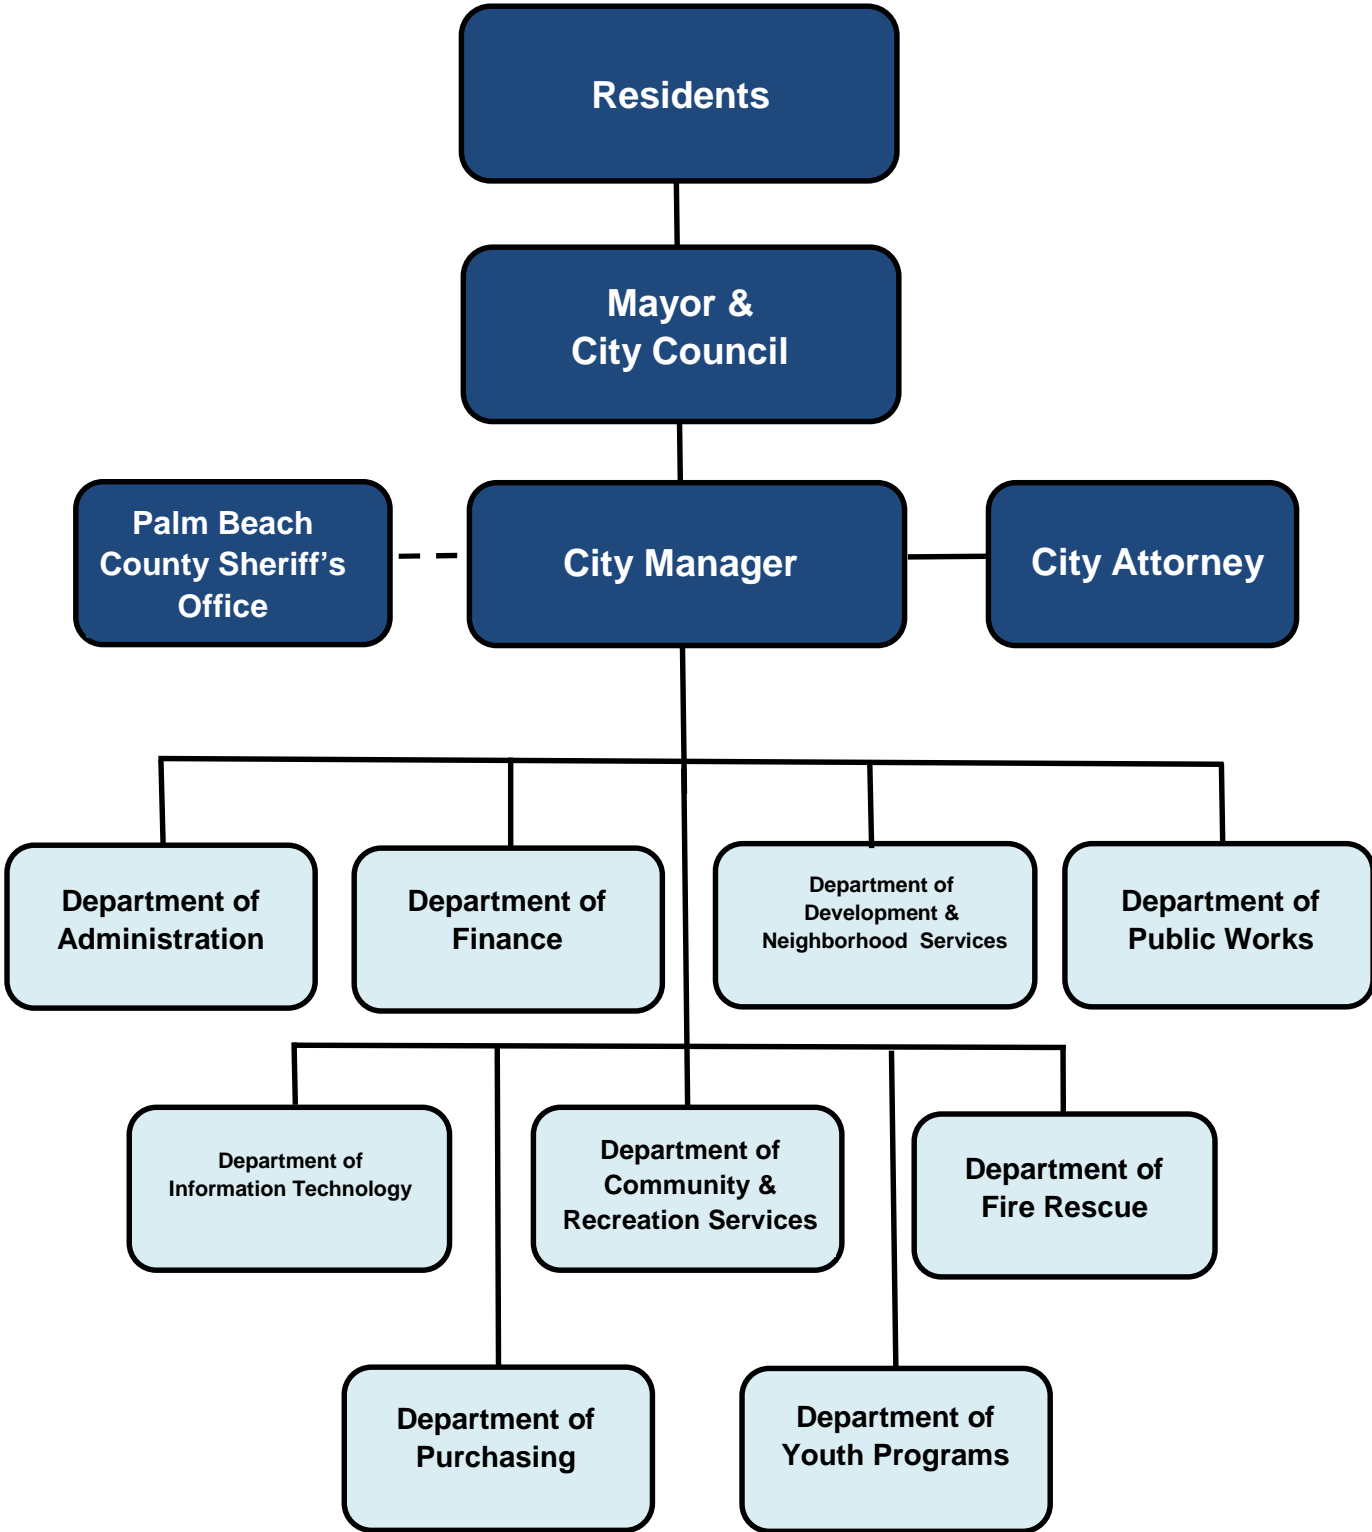 Residents
Mayor &
City Council
Palm Beach
County Sheriff’s
Office
City Manager
City Attorney
Department of
Administration
Department of
Finance
Department of
Development &
Neighborhood Services
Department of
Public Works
Department of
Information Technology
Department of
Community &
Recreation Services
Department of
Fire Rescue
Department of
Purchasing
Department of
Youth Programs